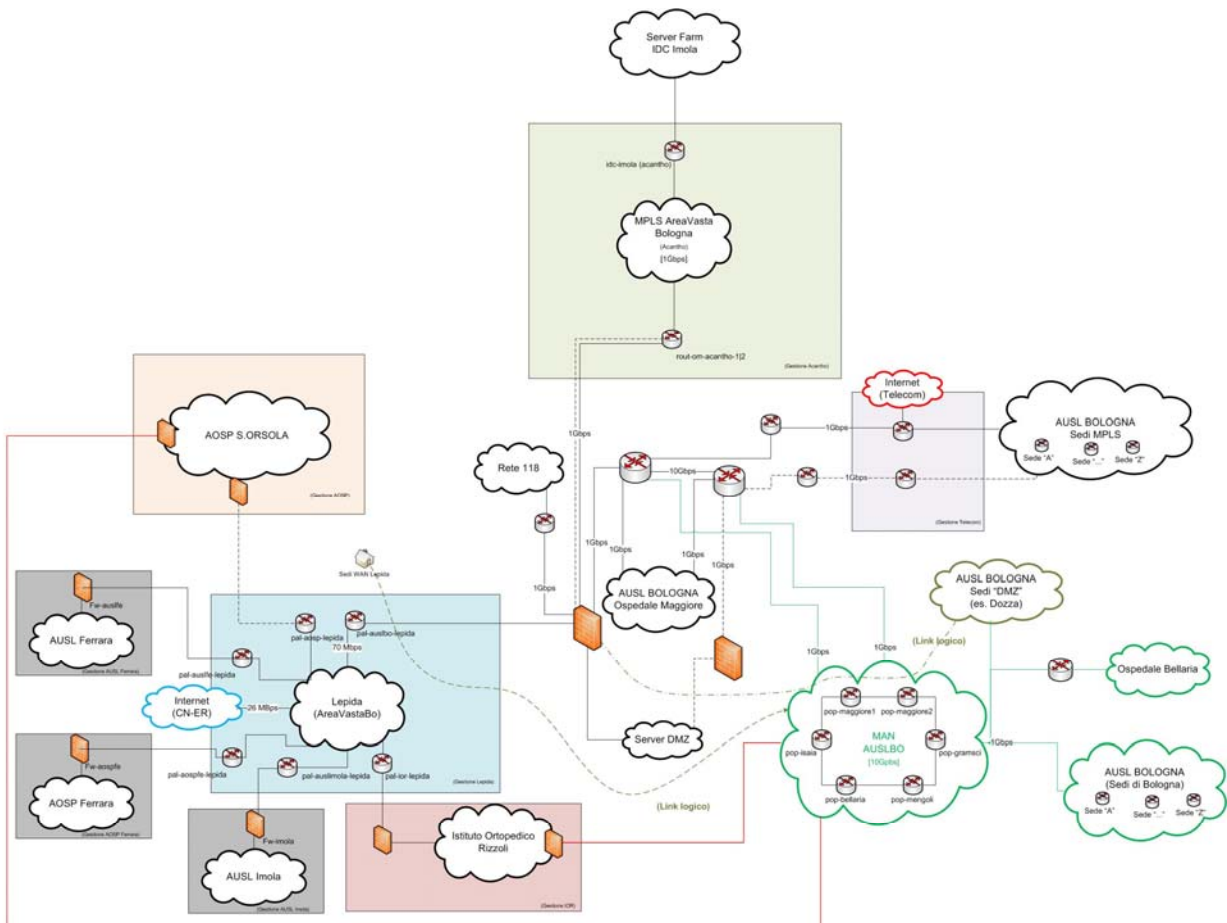 Server Farm
IDC Imola
idc-imola (acantho)
MPLS AreaVasta
Bologna
(Acantho)
[1Gbps]
rout-om-acantho-1|2
(Gestione Acantho)
AOSP S.ORSOLA
(Gestione AOSP)
1Gbps
Rete 118
1Gbps
Internet
(Telecom)
1Gbps
1Gbps
(Gestione Telecom)
AUSL BOLOGNA
Sedi MPLS
Sede "A"
Sede "..."
Sede "Z"
10Gbps
1Gbps
1Gbps
1Gbps
1Gbps
AUSL BOLOGNA
Ospedale Maggiore
Sedi WAN Lepida
Fw-auslfe
AUSL Ferrara
(Gestione AUSL Ferrara)
pal-aosp-lepida
pal-auslbo-lepida
70 Mbps
pal-auslfe-lepida
Internet
(CN-ER)
26 MBps
Lepida
(AreaVastaBo)
pal-aospfe-lepida
pal-auslimola-lepida
pal-ior-lepida
(Gestione Lepida)
Fw-aospfe
AOSP Ferrara
(Gestione AOSP Ferrara)
Fw-imola
AUSL Imola
(Gestione AUSL Imola)
Istituto Ortopedico
Rizzoli
(Gestione IOR)
Server DMZ
AUSL BOLOGNA
Sedi "DMZ"
(es. Dozza)
(Link logico)
(Link logico)
1Gbps
1Gbps
pop-maggiore1
pop-maggiore2
pop-isaia
MAN
AUSLBO
[10Gpbs]
pop-gramsci
pop-bellaria
pop-mengoli
1Gbps
Ospedale Bellaria
AUSL BOLOGNA
(Sedi di Bologna)
Sede "A"
Sede "..."
Sede "Z"